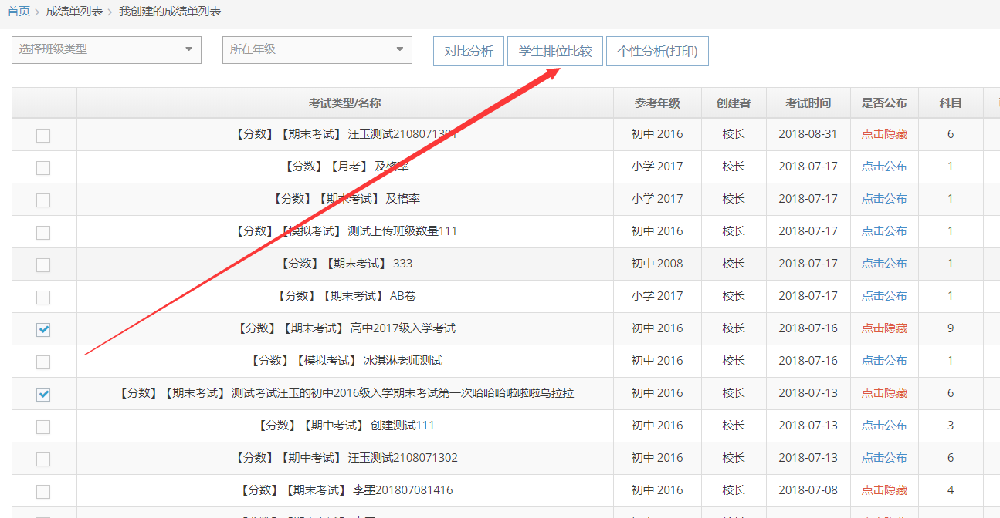 首页 > 成绩单列表 > 我创建的成绩单列表
选择班级类型 所在年级 对比分析 学生排位比较 个性分析(打印)
考试类型/名称 参考年级 创建者 考试时间 是否公布 科目
【分数】【期末考试】 汪玉测试2108071301 初中 2016 校长 2018-08-31 点击隐藏 6
【分数】【月考】 及格率 小学 2017 校长 2018-07-17 点击公布 1
【分数】【期末考试】 及格率 小学 2017 校长 2018-07-17 点击公布 1
【分数】【模拟考试】 测试上传班级数量111 初中 2016 校长 2018-07-17 点击公布 1
【分数】【期末考试】 333 初中 2008 校长 2018-07-17 点击公布 1
【分数】【期末考试】 AB卷 小学 2017 校长 2018-07-17 点击公布 1
【分数】【期末考试】 高中2017级入学考试 初中 2016 校长 2018-07-16 点击隐藏 9
【分数】【模拟考试】 冰淇淋老师测试 初中 2016 校长 2018-07-16 点击公布 1
【分数】【期末考试】 测试考试汪玉的初中2016级入学期末考试第一次哈哈哈啦啦啦乌拉拉 初中 2016 校长 2018-07-13 点击隐藏 6
【分数】【期中考试】 创建测试111 初中 2016 校长 2018-07-13 点击公布 3
【分数】【期中考试】 汪玉测试2108071302 初中 2016 校长 2018-07-13 点击公布 6
【分数】【期末考试】 李墨201807081416 初中 2016 校长 2018-07-08 点击隐藏 4